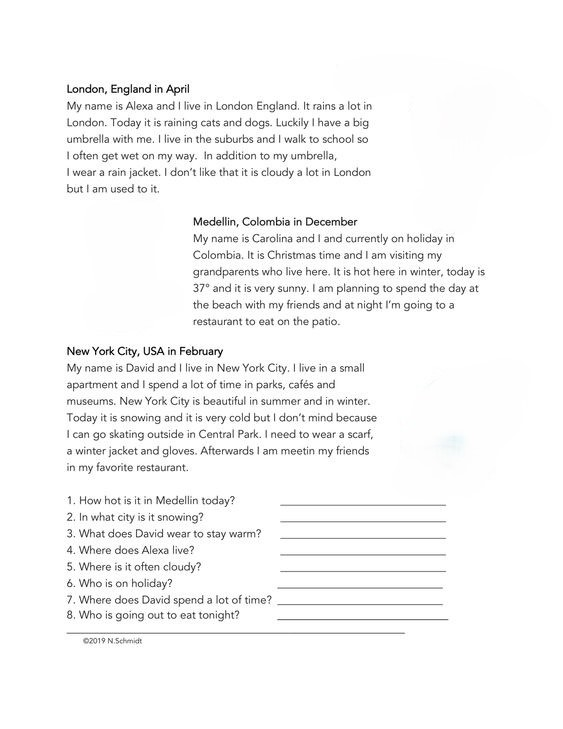 London, England in April
My name is Alexa and I live in London England. It rains a lot in
London. Today it is raining cats and dogs. Luckily I have a big
umbrella with me. I live in the suburbs and I walk to school so
I often get wet on my way.  In addition to my umbrella,
I wear a rain jacket. I don't like that it is cloudy a lot in London
but I am used to it.
Medellin, Colombia in December
My name is Carolina and I and currently on holiday in
Colombia. It is Christmas time and I am visiting my
grandparents who live here. It is hot here in winter, today is
37° and it is very sunny. I am planning to spend the day at
the beach with my friends and at night I'm going to a
restaurant to eat on the patio.
New York City, USA in February
My name is David and I live in New York City. I live in a small
apartment and I spend a lot of time in parks, cafés and
museums. New York City is beautiful in summer and in winter.
Today it is snowing and it is very cold but I don't mind because
I can go skating outside in Central Park. I need to wear a scarf,
a winter jacket and gloves. Afterwards I am meetin my friends
in my favorite restaurant.
1. How hot is it in Medellin today?
2. In what city is it snowing?
3. What does David wear to stay warm?
4. Where does Alexa live?
5. Where is it often cloudy?
6. Who is on holiday?
7. Where does David spend a lot of time?
8. Who is going out to eat tonight?
©2019 N.Schmidt